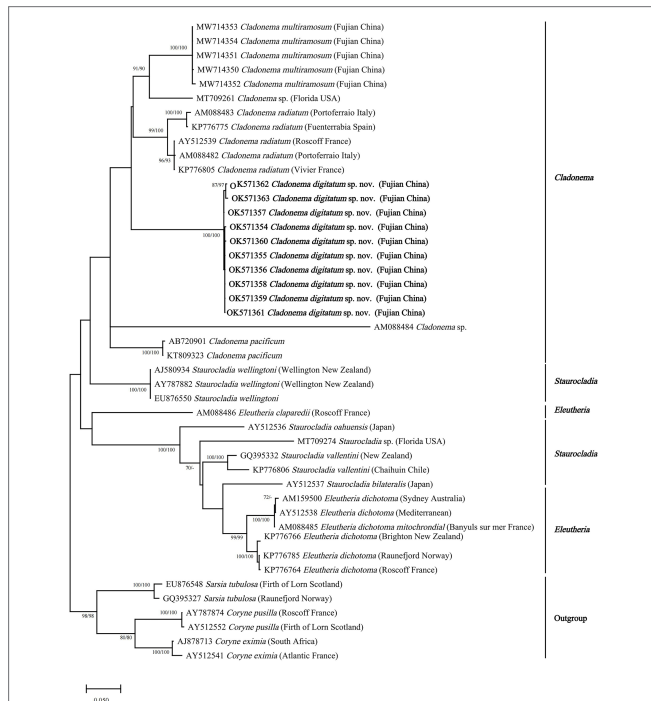 MW714353 Cladonema multiramosum (Fujian China)
MW714354 Cladonema multiramosum (Fujian China)
100/100
MW714351 Cladonema multiramosum (Fujian China)
91/90
MW714350 Cladonema multiramosum (Fujian China)
MW714352 Cladonema multiramosum (Fujian China)
MT709261 Cladonema sp. (Florida USA)
100/100
AM088483 Cladonema radiatum (Portoferraio Italy)
KP776775 Cladonema radiatum (Fuenterrabia Spain)
99/100
AY512539 Cladonema radiatum (Roscoff France)
AM088482 Cladonema radiatum (Portoferraio Italy)
96/93
KP776805 Cladonema radiatum (Vivier France)
Cladonema
87/97
OK571362 Cladonema digitatum sp. nov. (Fujian China)
OK571363 Cladonema digitatum sp. nov. (Fujian China)
OK571357 Cladonema digitatum sp. nov. (Fujian China)
OK571354 Cladonema digitatum sp. nov. (Fujian China)
100/100
OK571360 Cladonema digitatum sp. nov. (Fujian China)
OK571355 Cladonema digitatum sp. nov. (Fujian China)
OK571356 Cladonema digitatum sp. nov. (Fujian China)
OK571358 Cladonema digitatum sp. nov. (Fujian China)
OK571359 Cladonema digitatum sp. nov. (Fujian China)
OK571361 Cladonema digitatum sp. nov. (Fujian China)
AM088484 Cladonema sp.
AB720901 Cladonema pacificum
100/100
KT809323 Cladonema pacificum
AJ580934 Staurocladia wellingtoni (Wellington New Zealand)
AY787882 Staurocladia wellingtoni (Wellington New Zealand)
Staurocladia
100/100
EU876550 Staurocladia wellingtoni
AM088486 Eleutheria claparedii (Roscoff France)
Eleutheria
AY512536 Staurocladia oahuensis (Japan)
100/100
MT709274 Staurocladia sp. (Florida USA)
Staurocladia
100/100
GQ395332 Staurocladia vallentini (New Zealand)
70/-
KP776806 Staurocladia vallentini (Chaihuin Chile)
AY512537 Staurocladia bilateralis (Japan)
72/-
AM159500 Eleutheria dichotoma (Sydney Australia)
AY512538 Eleutheria dichotoma (Mediterranean)
100/100
AM088485 Eleutheria dichotoma mitochrondial (Banyuls sur mer France)
Eleutheria
99/99
KP776766 Eleutheria dichotoma (Brighton New Zealand)
100/100
KP776785 Eleutheria dichotoma (Raunefjord Norway)
KP776764 Eleutheria dichotoma (Roscoff France)
100/100
EU876548 Sarsia tubulosa (Firth of Lorn Scotland)
GQ395327 Sarsia tubulosa (Raunefjord Norway)
98/98
100/100
AY787874 Coryne pusilla (Roscoff France)
Outgroup
AY512552 Coryne pusilla (Firth of Lorn Scotland)
80/80
AJ878713 Coryne eximia (South Africa)
100/100
AY512541 Coryne eximia (Atlantic France)
0.050